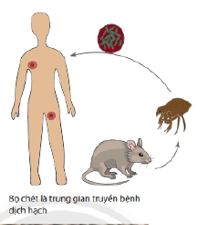 Bọ chét là trung gian truyền bệnh
dịch hạch